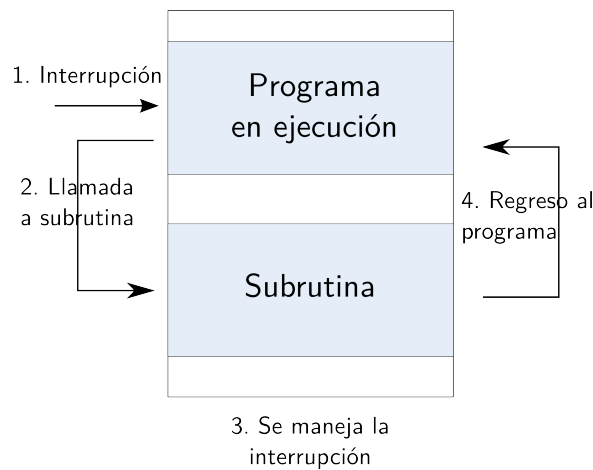 1. Interrupción
Programa
en ejecución
2. Llamada
a subrutina
Subrutina
3. Se maneja la
interrupción
4. Regreso al
programa